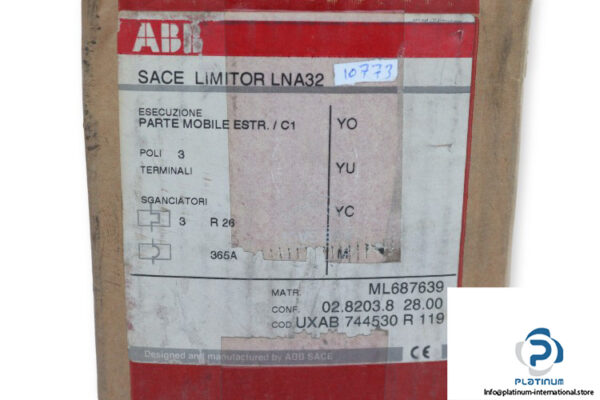 ABB
SACE LIMITOR LNA32
10773
ESECUZIONE
PARTE MOBILE ESTR. / C1
YO
POLI 3
TERMINALI
YU
SGANCIATORI
3 R 26
YC
365A
M
MATR. ML687639
CONF. 02.8203.8 28.00
COD. UXAB 744530 R 119
Designed and manufactured by ABB SACE
CE
PLATINUM
INTERNATIONAL
Info@platinum-international.store